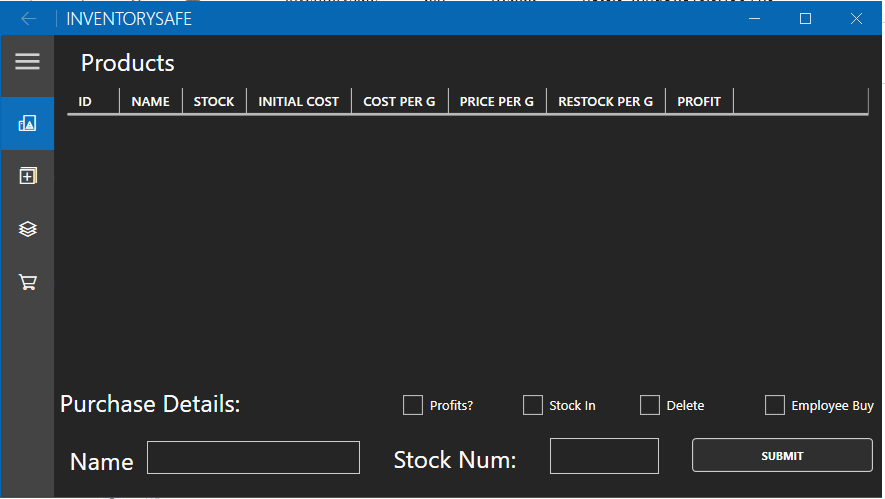 INVENTORYSAFE
Products
ID NAME STOCK INITIAL COST COST PER G PRICE PER G RESTOCK PER G PROFIT
Purchase Details: Profits? Stock In Delete Employee Buy
Name Stock Num: SUBMIT